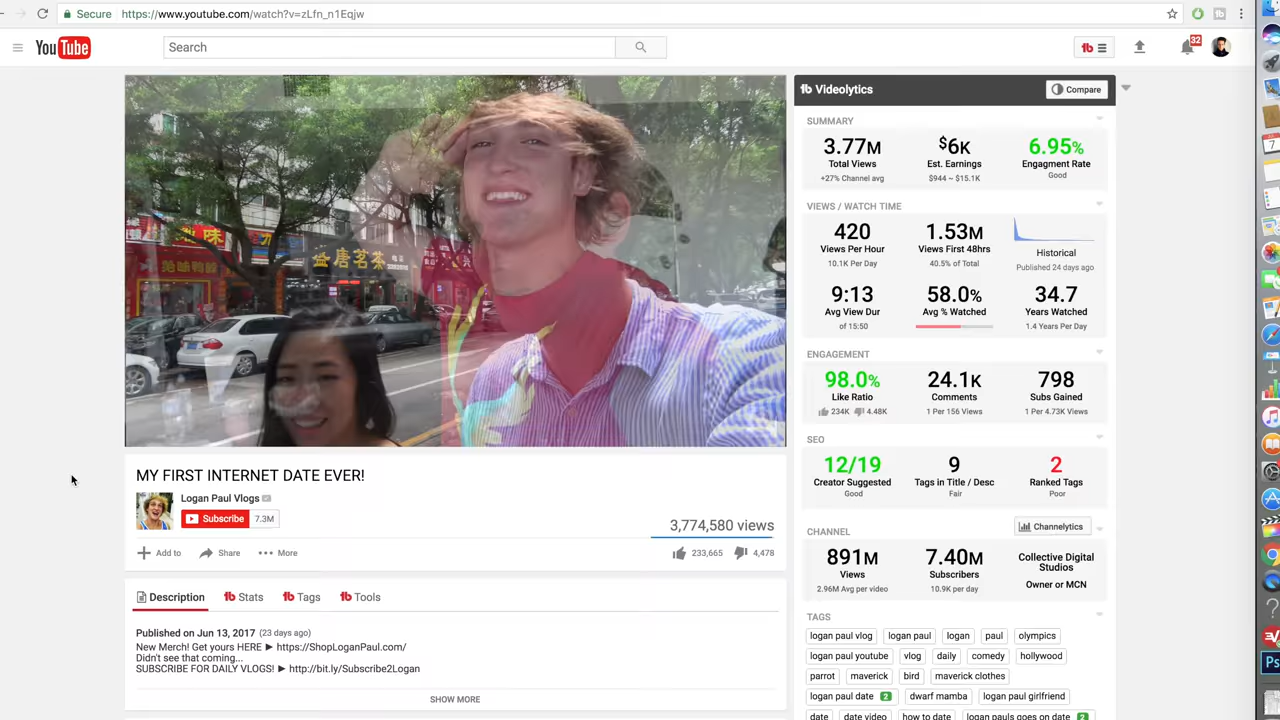 Secure https://www.youtube.com/watch?v=zLfn_n1Eqjw
YouTube
Search
32
Videolytics
Compare
SUMMARY
3.77M $6K 6.95%
Total Views Est. Earnings Engagment Rate
+27% Channel avg $944 ~ $15.1K Good
VIEWS / WATCH TIME
420 1.53M
Views Per Hour Views First 48hrs Historical
10.1K Per Day 40.5% of Total Published 24 days ago
9:13 58.0% 34.7
Avg View Dur Avg % Watched Years Watched
of 15:50 1.4 Years Per Day
ENGAGEMENT
98.0% 24.1K 798
Like Ratio Comments Subs Gained
234K 4.48K 1 Per 156 Views 1 Per 4.73K Views
SEO
12/19 9 2
Creator Suggested Tags in Title / Desc Ranked Tags
Good Fair Poor
CHANNEL
Channelytics
891M 7.40M Collective Digital Studios
Views Subscribers Owner or MCN
2.96M Avg per video 10.9K per day
TAGS
logan paul vlog logan paul logan paul olympics
logan paul youtube vlog daily comedy hollywood
parrot maverick bird maverick clothes
logan paul date 2 dwarf mamba logan paul girlfriend
date date video how to date logan pauls goes on date 2
MY FIRST INTERNET DATE EVER!
Logan Paul Vlogs
Subscribe 7.3M
3,774,580 views
Add to Share More 233,665 4,478
Description Stats Tags Tools
Published on Jun 13, 2017 (23 days ago)
New Merch! Get yours HERE ► https://ShopLoganPaul.com/
Didn't see that coming...
SUBSCRIBE FOR DAILY VLOGS! ► http://bit.ly/Subscribe2Logan
SHOW MORE